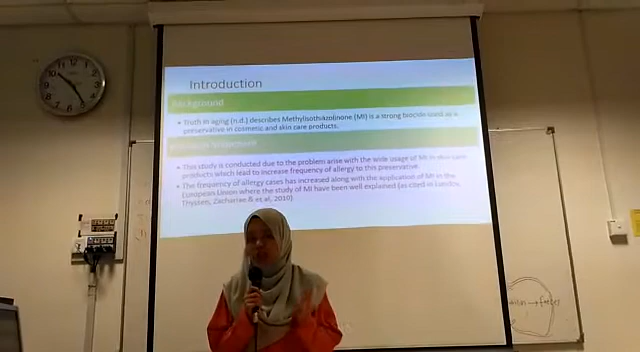 Introduction
Background
• Truth in aging (n.d.) describes Methylisothiazolinone (MI) is a strong biocide used as a
preservative in cosmetic and skin care products.
• This study is conducted due to the problem arise with the wide usage of MI in skin care
products which lead to increase frequency of allergy to this preservative.
• The frequency of allergy cases has increased along with the application of MI in the
European Union where the study of MI have been well explained (as cited in Lundov,
Thyssen, Zachariae & et al, 2010)